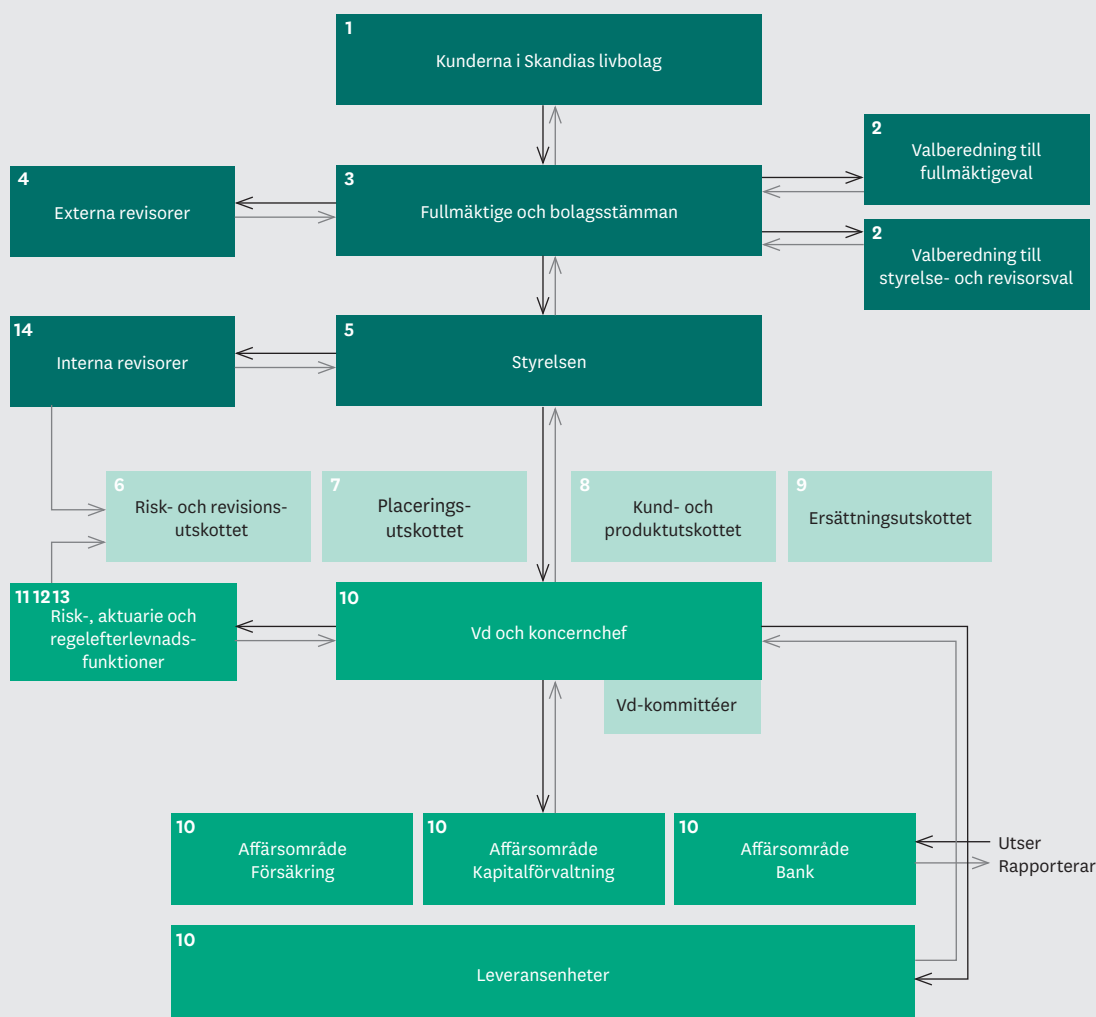 1
Kunderna i Skandias livbolag
2
Valberedning till
fullmäktigeval
4
Externa revisorer
3
Fullmäktige och bolagsstämman
2
Valberedning till
styrelse- och revisorsval
14
Interna revisorer
5
Styrelsen
6
Risk- och revisions-
utskottet
7
Placerings-
utskottet
8
Kund- och
produktutskottet
9
Ersättningsutskottet
11 12 13
Risk-, aktuarie och
regelefterlevnads-
funktioner
10
Vd och koncernchef
Vd-kommittéer
10
Affärsområde
Försäkring
10
Affärsområde
Kapitalförvaltning
10
Affärsområde
Bank
Utser
Rapporterar
10
Leveransenheter